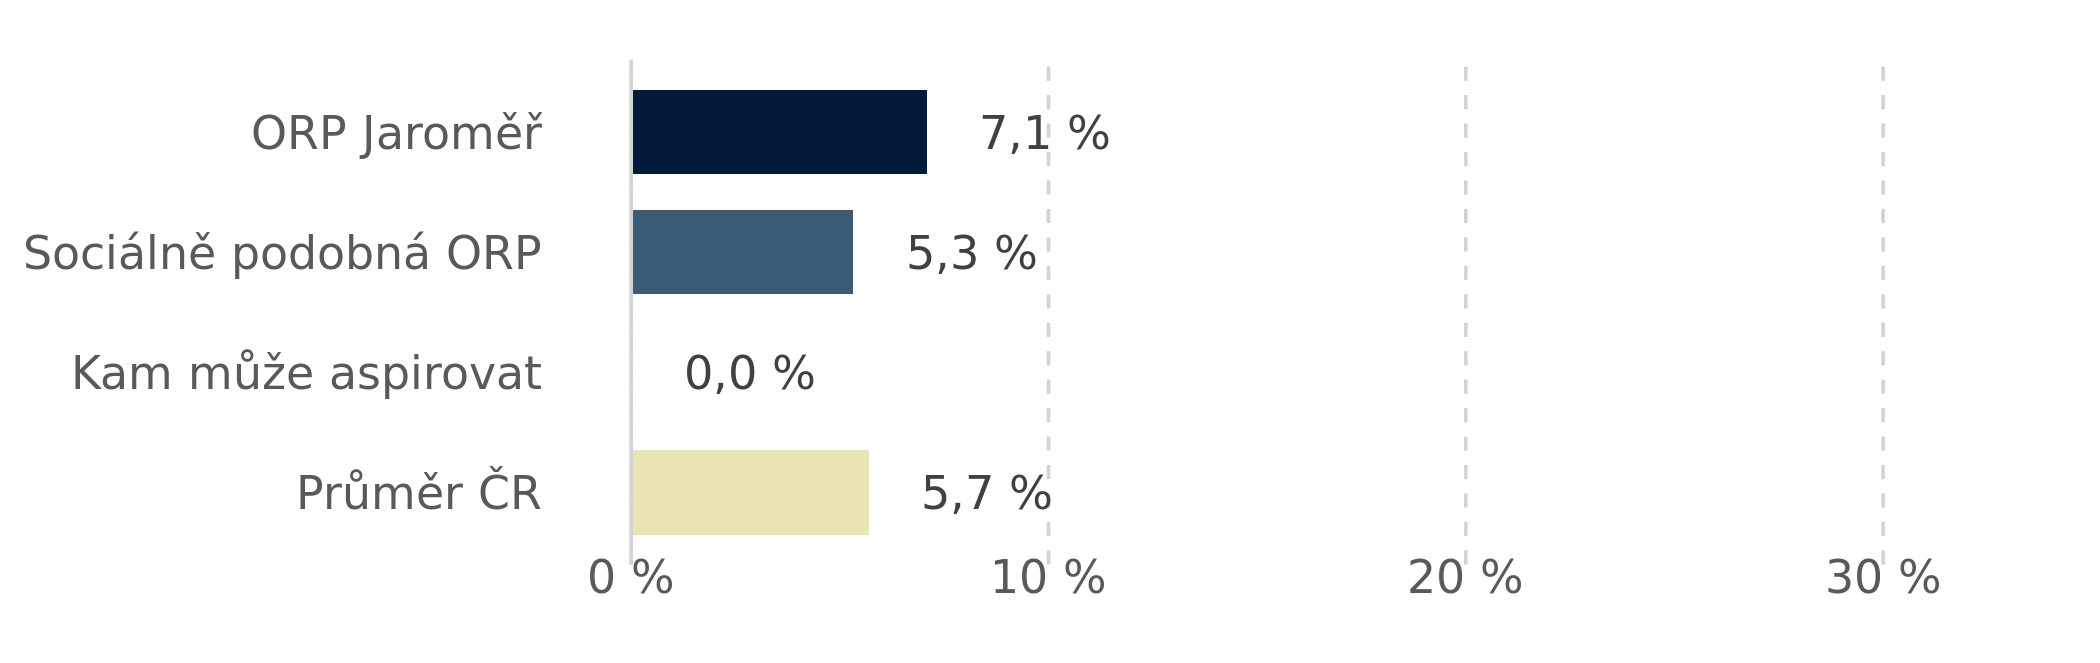 ORP Jaroměř 7,1 %
Sociálně podobná ORP 5,3 %
Kam může aspirovat 0,0 %
Průměr ČR 5,7 %
0 % 10 % 20 % 30 %